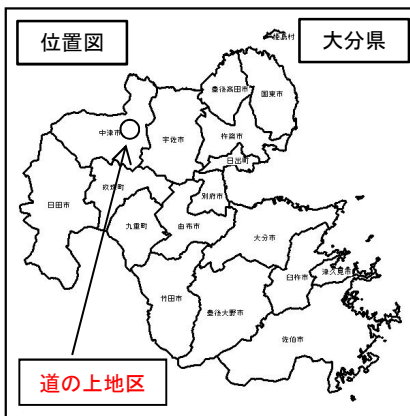 位置図
大分県
姫島村
豊後高田市
国東市
中津市
宇佐市
杵築市
日出町
玖珠町
別府市
日田市
九重町
由布市
大分市
臼杵市
津久見市
竹田市
豊後大野市
佐伯市
道の上地区